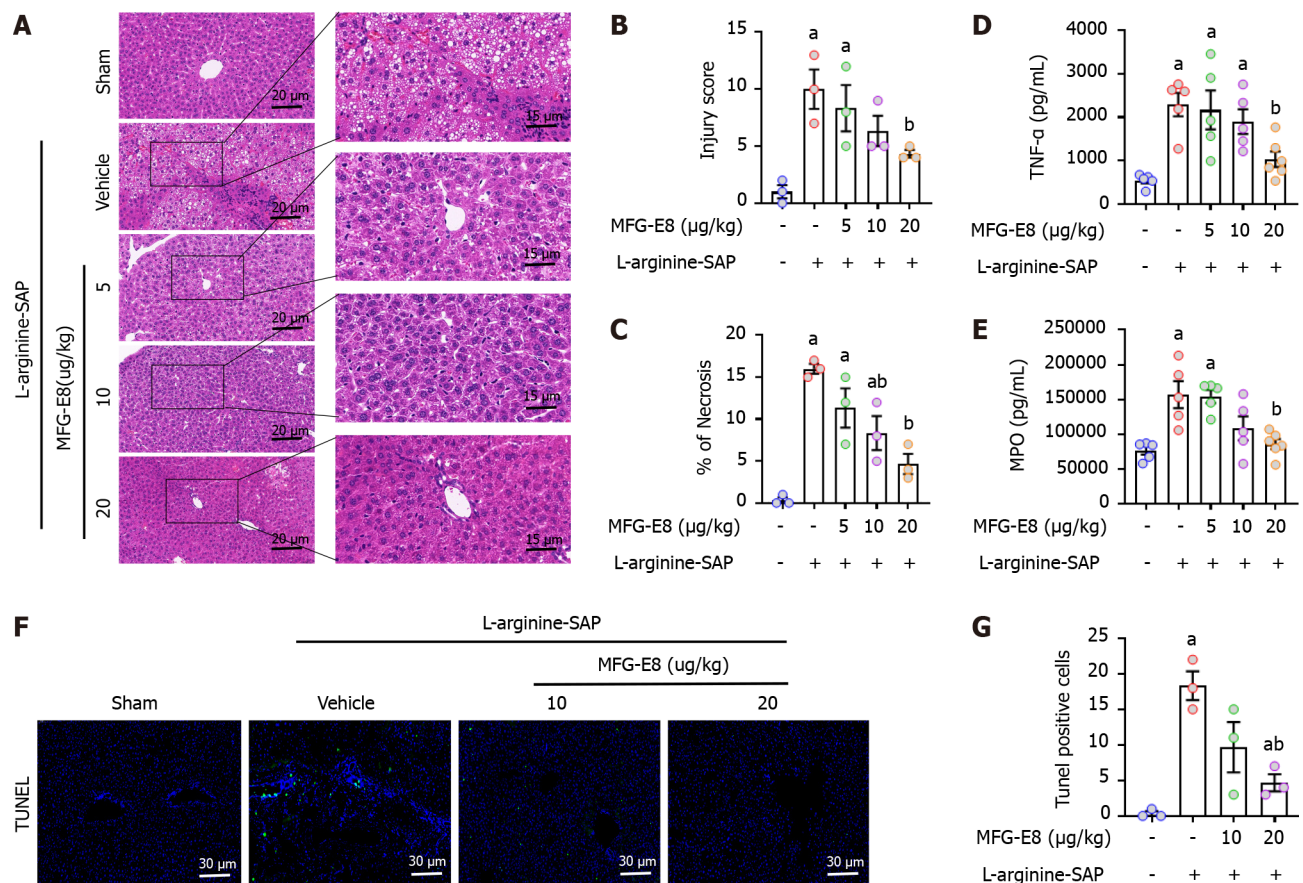 A
Sham
20 µm
15 µm
L-arginine-SAP
Vehicle
20 µm
MFG-E8(ug/kg)
5
20 µm
15 µm
10
20 µm
15 µm
20
20 µm
15 µm
B
Injury score
15
10
5
0
a
a
b
MFG-E8 (µg/kg)
- - 5 10 20
L-arginine-SAP
- + + + +
C
% of Necrosis
20
15
10
5
0
a
a
ab
b
MFG-E8 (µg/kg)
- - 5 10 20
L-arginine-SAP
- + + + +
D
TNF-α (pg/mL)
4000
3000
2000
1000
0
a
a
a
b
MFG-E8 (µg/kg)
- - 5 10 20
L-arginine-SAP
- + + + +
E
MPO (pg/mL)
250000
200000
150000
100000
50000
0
a
a
b
MFG-E8 (µg/kg)
- - 5 10 20
L-arginine-SAP
- + + + +
F
L-arginine-SAP
MFG-E8 (ug/kg)
Sham
Vehicle
10
20
TUNEL
30 µm
30 µm
30 µm
30 µm
G
Tunel positive cells
25
20
15
10
5
0
a
ab
MFG-E8 (µg/kg)
- - 10 20
L-arginine-SAP
- + + +